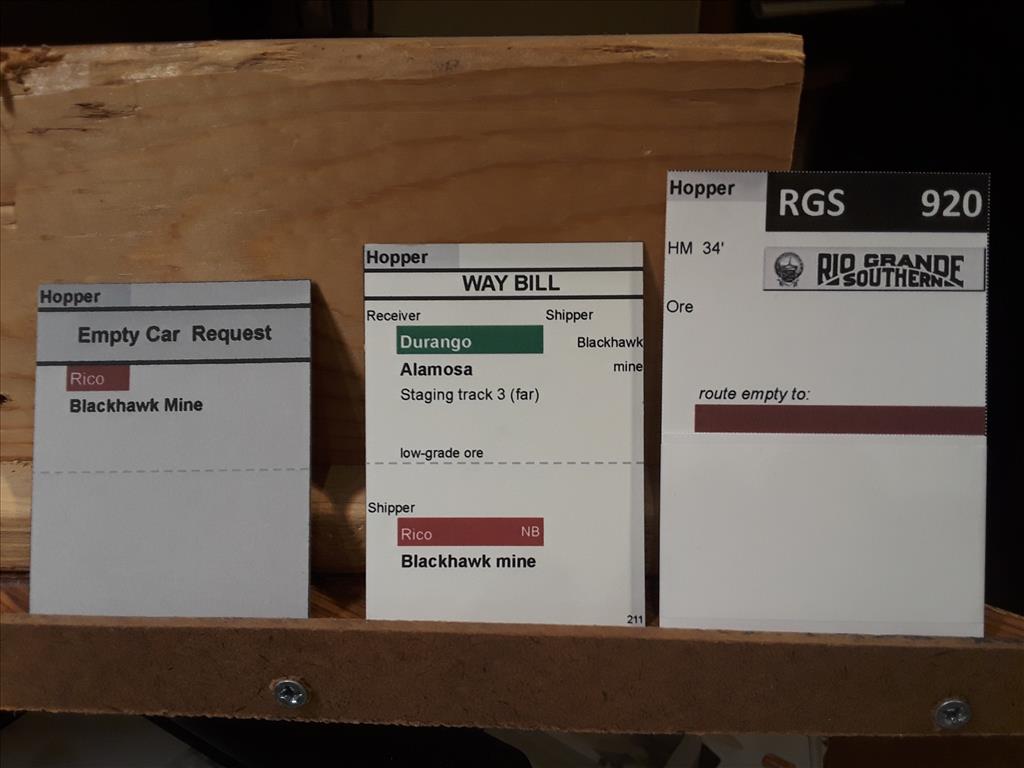 Hopper
Empty Car Request
Rico
Blackhawk Mine
Hopper
WAY BILL
Receiver Shipper
Durango Blackhawk
Alamosa mine
Staging track 3 (far)
low-grade ore
Shipper
Rico NB
Blackhawk mine
211
Hopper RGS 920
HM 34'
RIO GRANDE
SOUTHERN
Ore
route empty to: